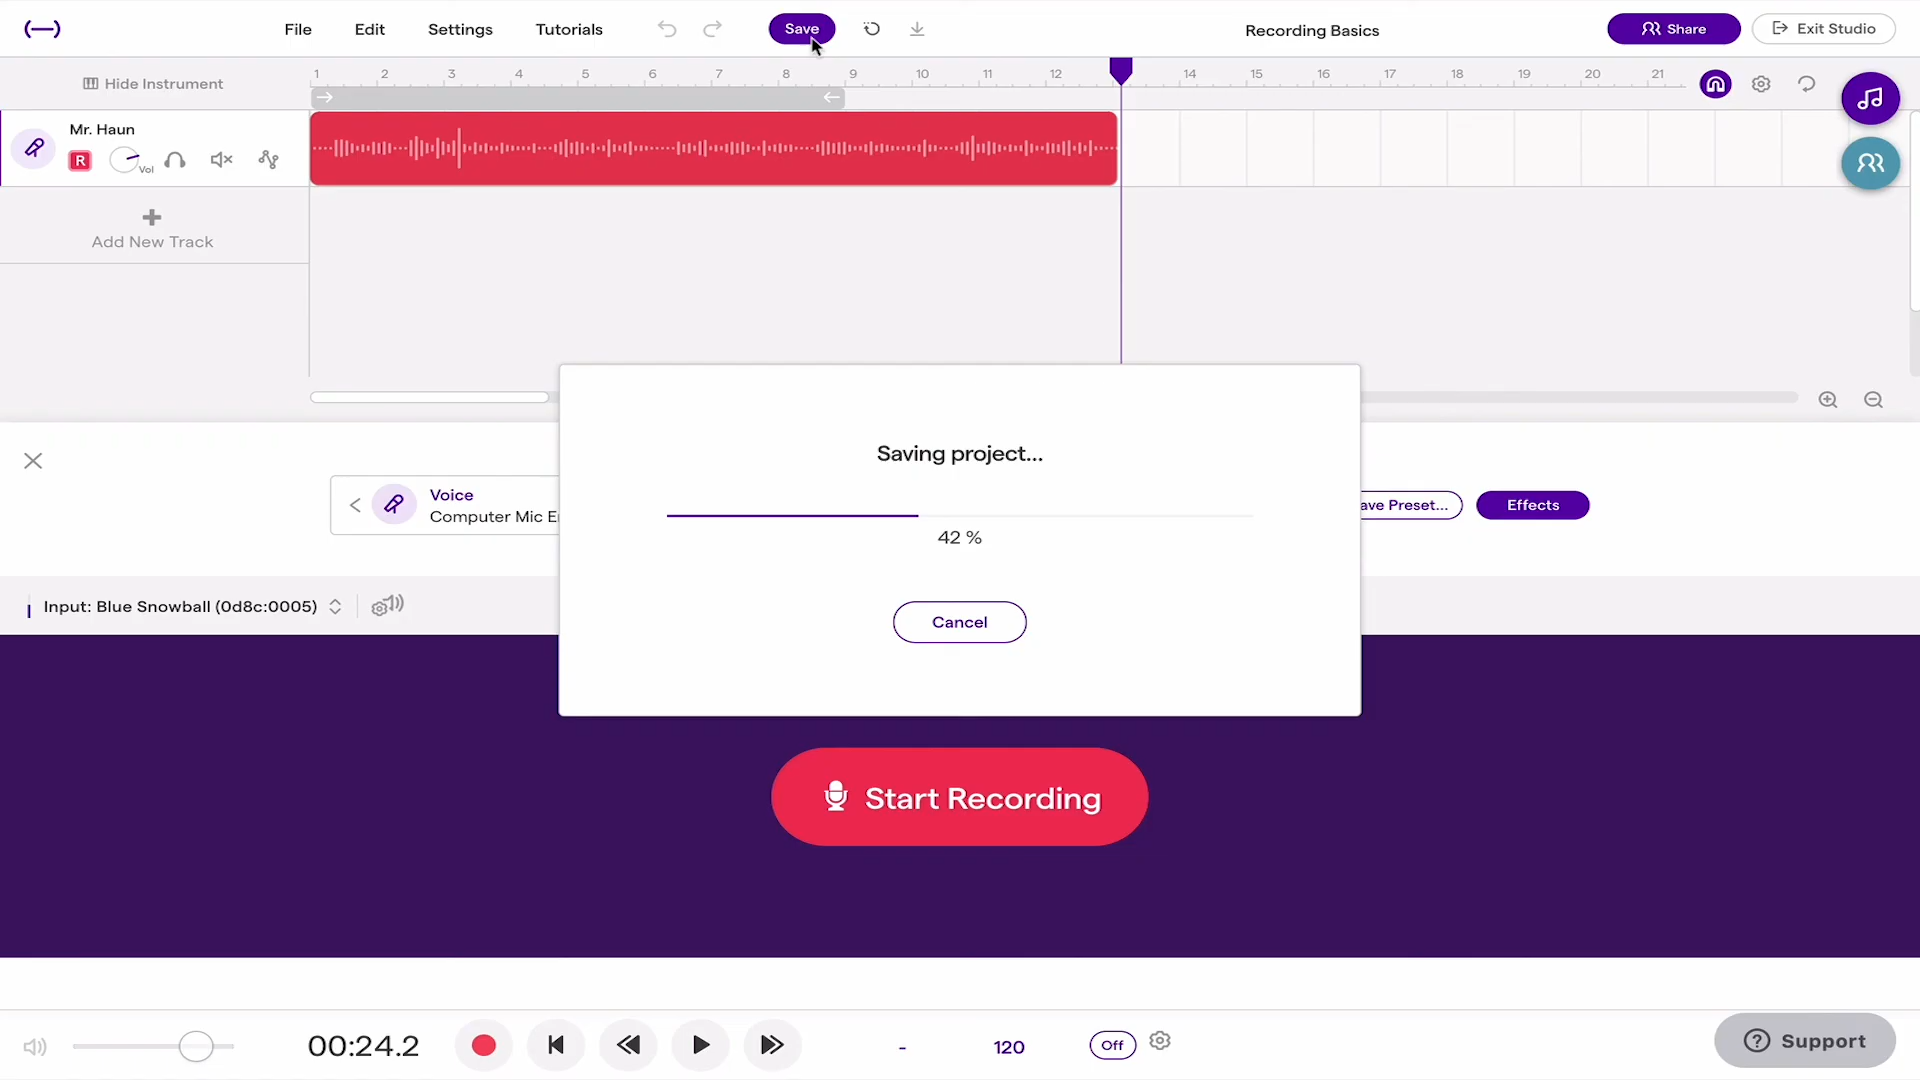 File Edit Settings Tutorials Save Recording Basics Share Exit Studio
Hide Instrument
1 2 3 4 5 6 7 8 9 10 11 12 14 15 16 17 18 19 20 21
Mr. Haun
R Vol
Add New Track
Saving project...
42 %
Cancel
Voice
Computer Mic E
ave Preset... Effects
Input: Blue Snowball (0d8c:0005)
Start Recording
00:24.2 - 120 Off Support